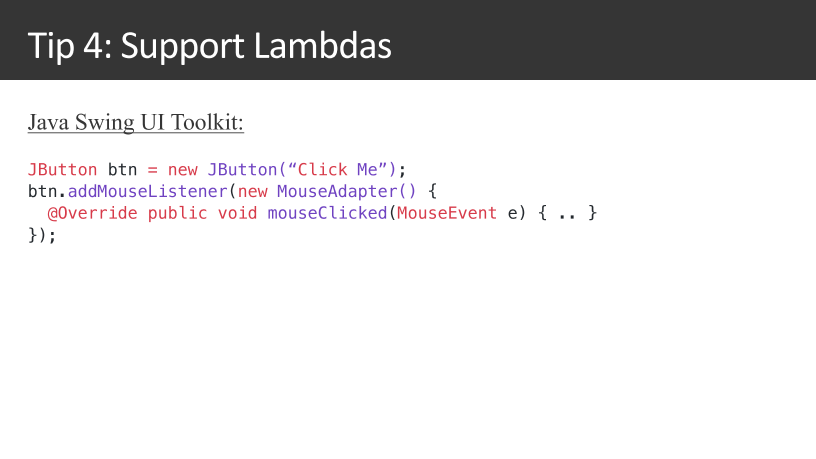 Tip 4: Support Lambdas
Java Swing UI Toolkit:
JButton btn = new JButton(“Click Me”);
btn.addMouseListener(new MouseAdapter() {
  @Override public void mouseClicked(MouseEvent e) { .. }
});